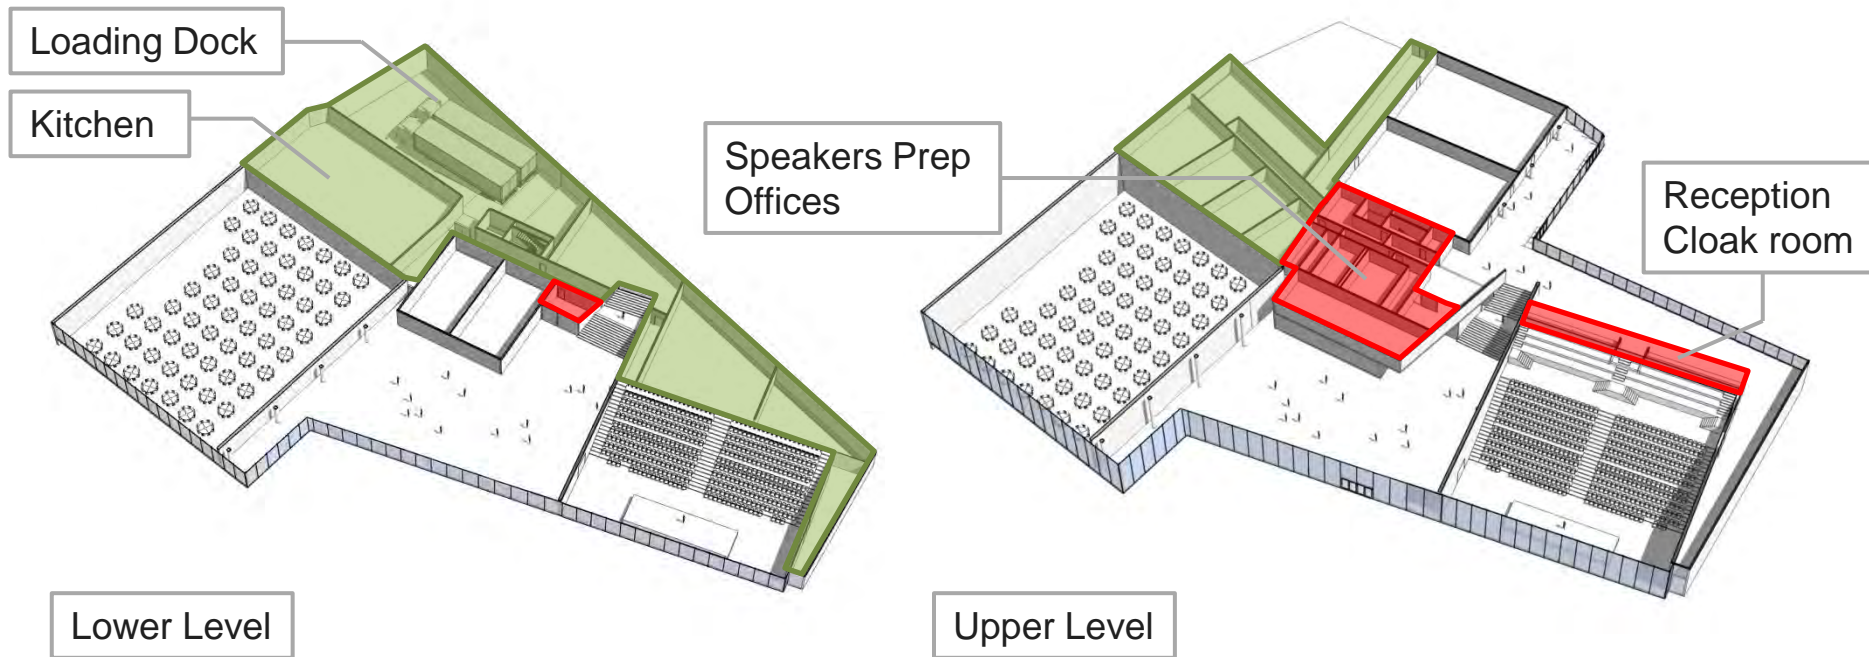 Loading Dock
Kitchen
Speakers Prep
Offices
Reception
Cloak room
Lower Level
Upper Level